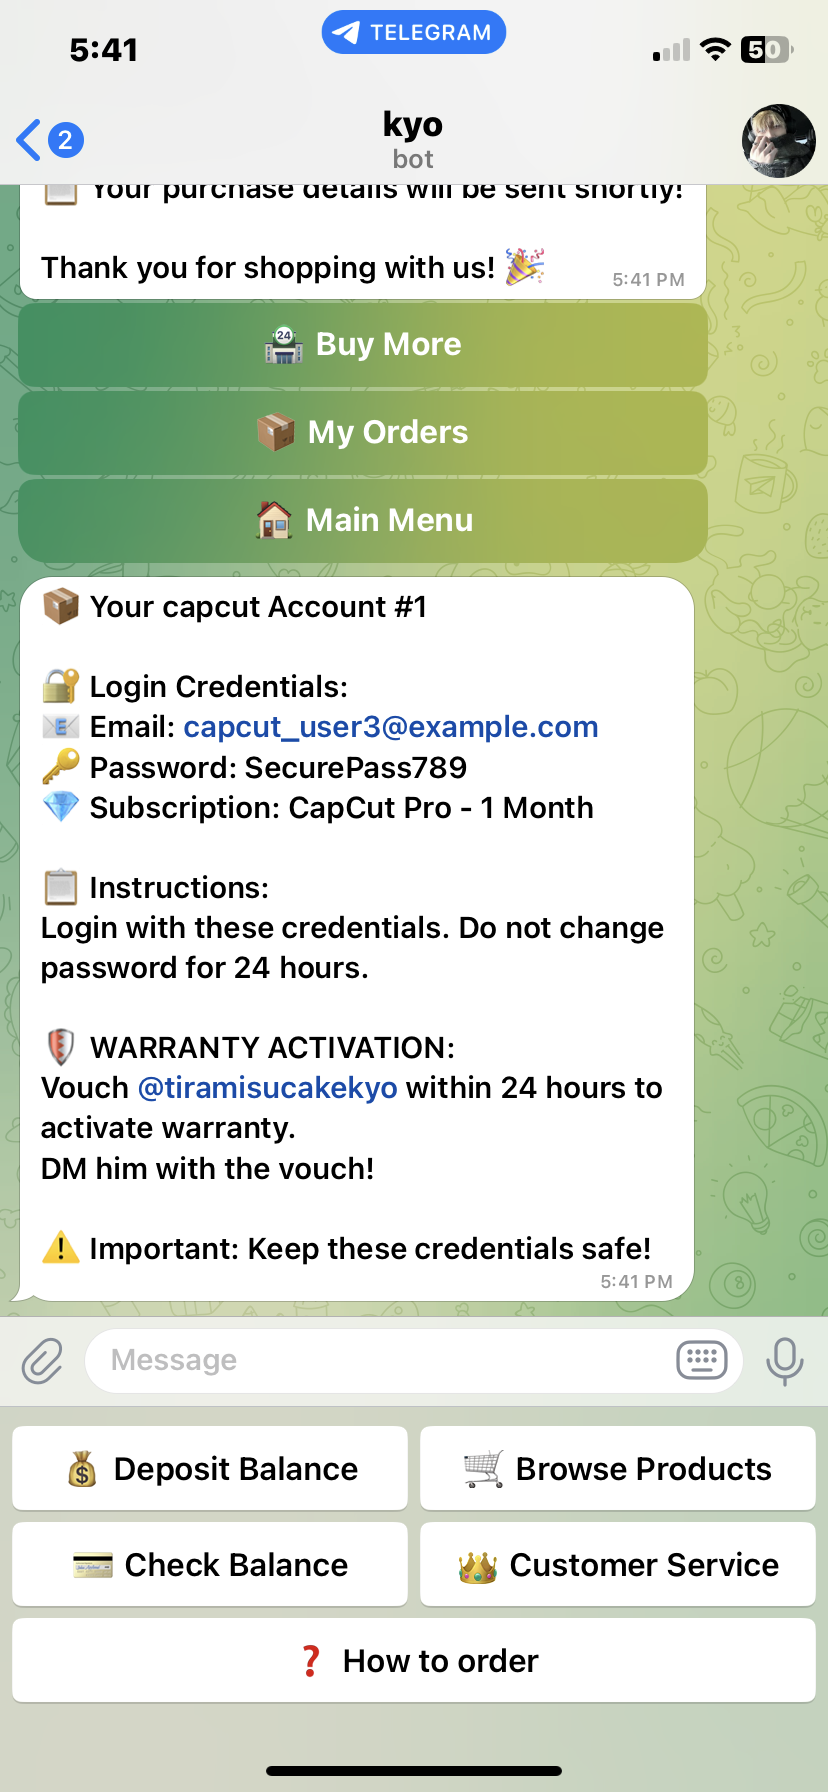 5:41
TELEGRAM
50
2
kyo
bot
📋 Your purchase details will be sent shortly!
Thank you for shopping with us! 🎉
5:41 PM
🏪 Buy More
📦 My Orders
🏠 Main Menu
📦 Your capcut Account #1
🔐 Login Credentials:
📧 Email: capcut_user3@example.com
🔑 Password: SecurePass789
💎 Subscription: CapCut Pro - 1 Month
📋 Instructions:
Login with these credentials. Do not change
password for 24 hours.
🛡️ WARRANTY ACTIVATION:
Vouch @tiramisucakekyo within 24 hours to
activate warranty.
DM him with the vouch!
⚠️ Important: Keep these credentials safe!
5:41 PM
Message
💰 Deposit Balance
🛒 Browse Products
💳 Check Balance
👑 Customer Service
❓ How to order